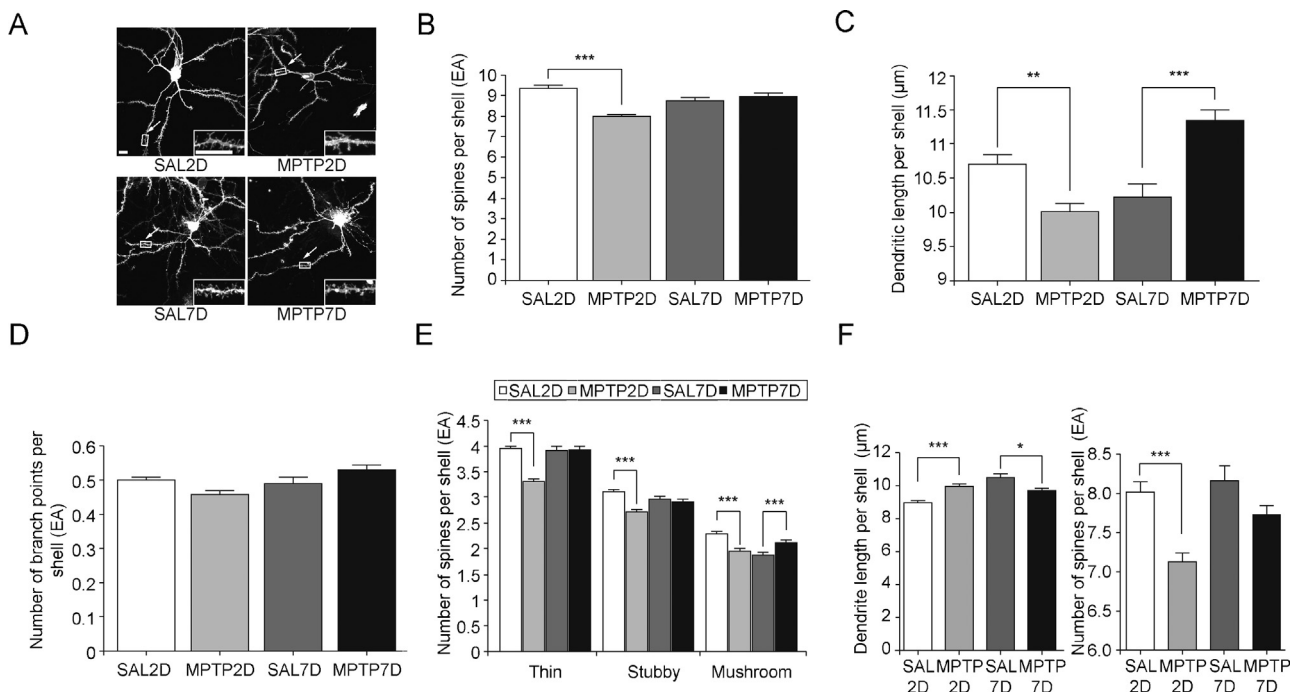 A
SAL2D
MPTP2D
SAL7D
MPTP7D
B
Number of spines per shell (EA)
10
9
8
7
6
5
4
3
2
1
0
***
SAL2D
MPTP2D
SAL7D
MPTP7D
C
Dendritic length per shell (µm)
12
11.5
11
10.5
10
9.5
9
**
***
SAL2D
MPTP2D
SAL7D
MPTP7D
D
Number of branch points per
shell (EA)
0.6
0.5
0.4
0.3
0.2
0.1
0
SAL2D
MPTP2D
SAL7D
MPTP7D
E
SAL2D MPTP2D SAL7D MPTP7D
Number of spines per shell (EA)
4.5
4
3.5
3
2.5
2
1.5
1
0.5
0
***
***
***
***
Thin
Stubby
Mushroom
F
Dendrite length per shell (µm)
12
10
8
6
4
2
0
***
*
SAL MPTP SAL MPTP
2D 2D 7D 7D
Number of spines per shell (EA)
8.5
8.0
7.5
7.0
6.5
6.0
***
SAL MPTP SAL MPTP
2D 2D 7D 7D